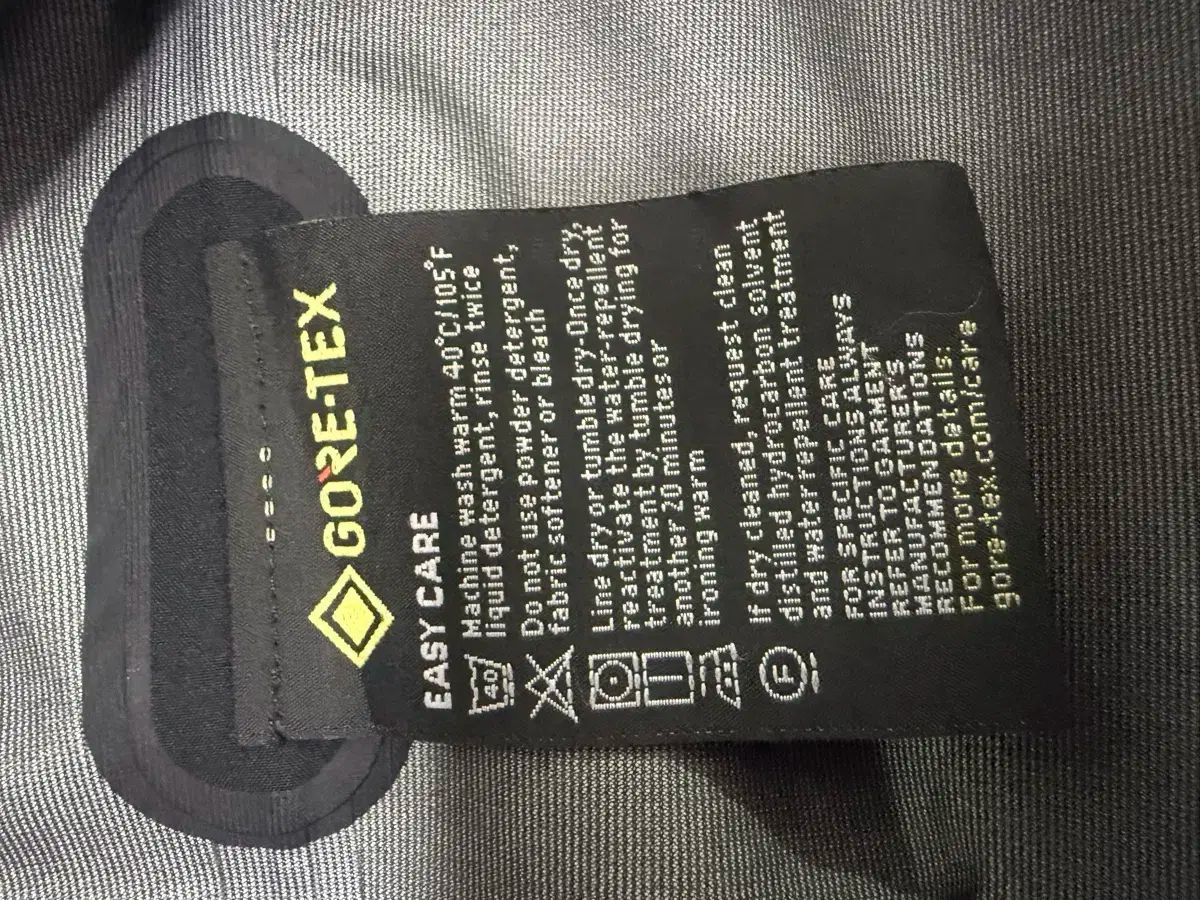 GORE-TEX
EASY CARE
40
Machine wash warm 40°C/105°F
liquid detergent, rinse twice
Do not use powder detergent,
fabric softener or bleach
Line dry or tumble dry-Once dry,
reactivate the water-repellent
treatment by tumble drying for
another 20 minutes or
ironing warm
F
If dry cleaned, request clean
distilled hydrocarbon solvent
and water repellent treatment
FOR SPECIFIC CARE
INSTRUCTIONS ALWAYS
REFER TO GARMENT
MANUFACTURERS
RECOMMENDATIONS
For more details:
gore-tex.com/care